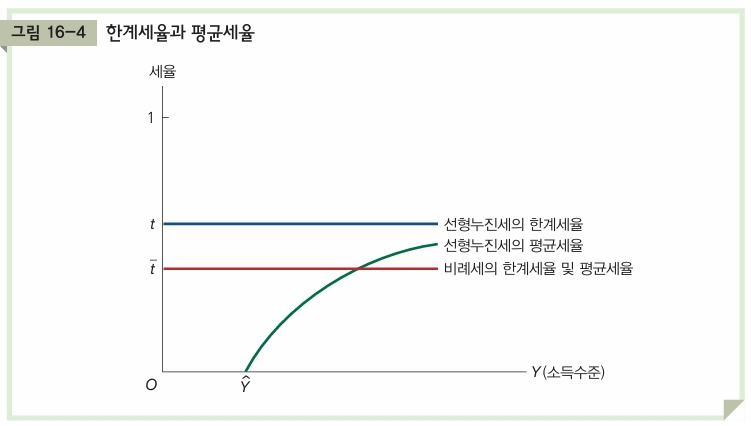 그림 16-4 한계세율과 평균세율
세율
1
t
선형누진세의 한계세율
선형누진세의 평균세율
t̅
비례세의 한계세율 및 평균세율
O
Ŷ
Y(소득수준)